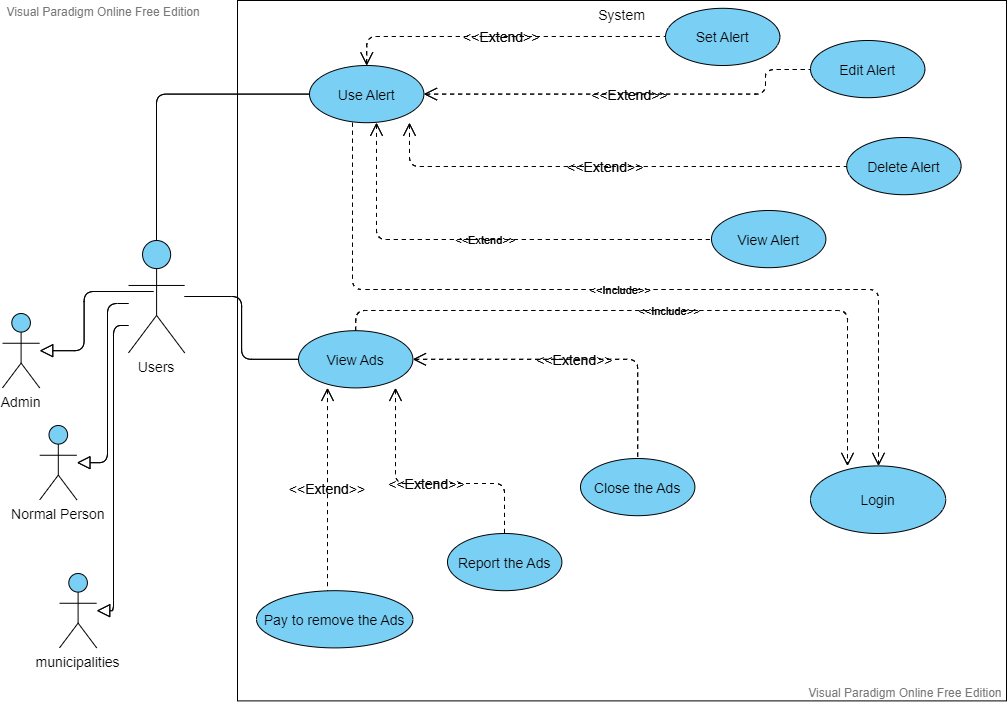 Visual Paradigm Online Free Edition
System
<<Extend>>
Set Alert
Edit Alert
Use Alert
<<Extend>>
<<Extend>>
Delete Alert
<<Extend>>
View Alert
<<Include>>
<<Include>>
Users
View Ads
<<Extend>>
Admin
<<Extend>>
<<Extend>>
Close the Ads
Login
Normal Person
Report the Ads
Pay to remove the Ads
municipalities
Visual Paradigm Online Free Edition